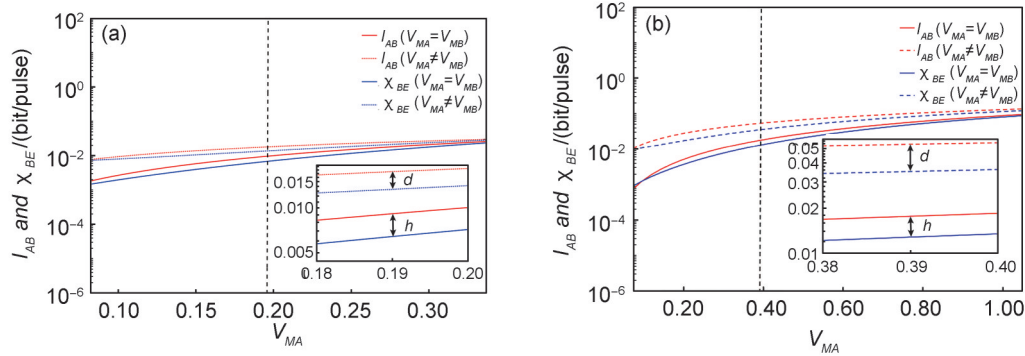 (a)
I_AB (V_MA=V_MB)
I_AB (V_MA≠V_MB)
χ_BE (V_MA=V_MB)
χ_BE (V_MA≠V_MB)
I_AB and χ_BE/(bit/pulse)
10^2
10^0
10^-2
10^-4
10^-6
0.10
0.15
0.20
0.25
0.30
V_MA
0.015
0.010
0.005
d
h
0.18
0.19
0.20
(b)
I_AB (V_MA=V_MB)
I_AB (V_MA≠V_MB)
χ_BE (V_MA=V_MB)
χ_BE (V_MA≠V_MB)
I_AB and χ_BE/(bit/pulse)
10^2
10^0
10^-2
10^-4
10^-6
0.20
0.40
0.60
0.80
1.00
V_MA
0.05
0.04
0.03
0.02
0.01
d
h
0.38
0.39
0.40